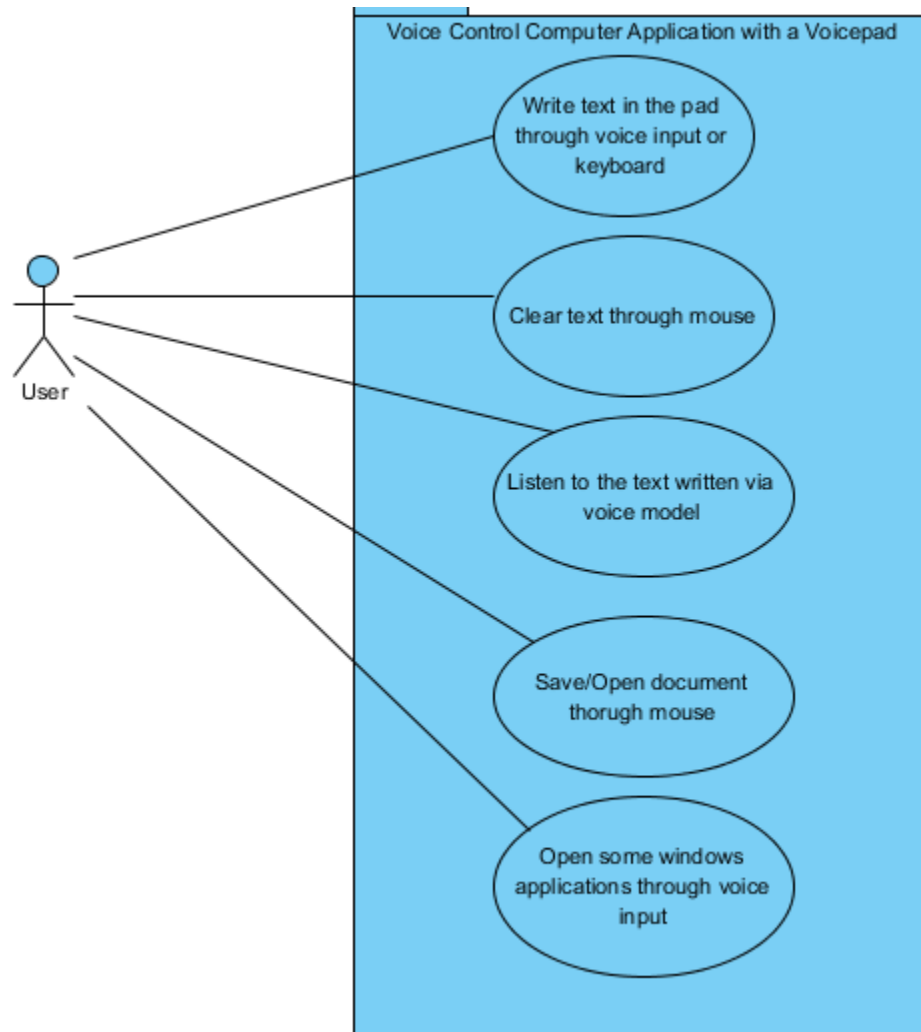 Voice Control Computer Application with a Voicepad
Write text in the pad
through voice input or
keyboard
Clear text through mouse
User
Listen to the text written via
voice model
Save/Open document
thorugh mouse
Open some windows
applications through voice
input